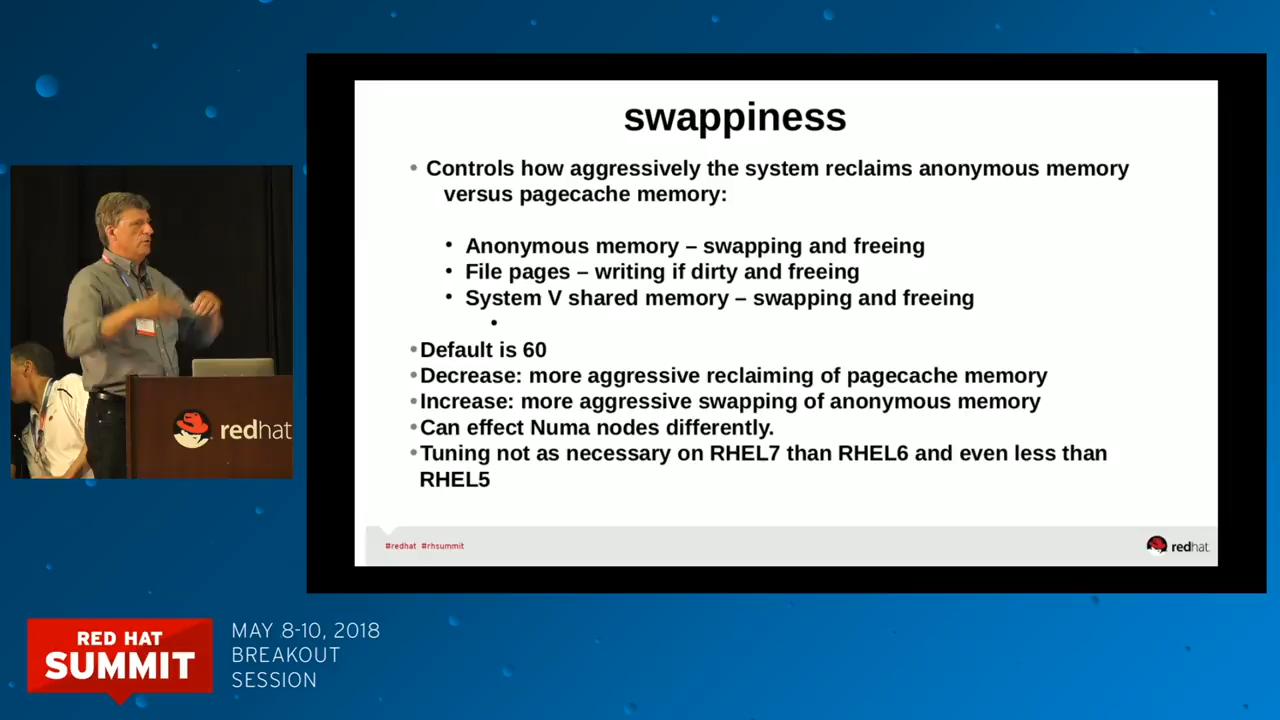 swappiness
• Controls how aggressively the system reclaims anonymous memory
versus pagecache memory:
• Anonymous memory – swapping and freeing
• File pages – writing if dirty and freeing
• System V shared memory – swapping and freeing
•
• Default is 60
• Decrease: more aggressive reclaiming of pagecache memory
• Increase: more aggressive swapping of anonymous memory
• Can effect Numa nodes differently.
• Tuning not as necessary on RHEL7 than RHEL6 and even less than
RHEL5
#redhat #rhsummit
redhat.
redhat
RED HAT
SUMMIT
MAY 8-10, 2018
BREAKOUT
SESSION